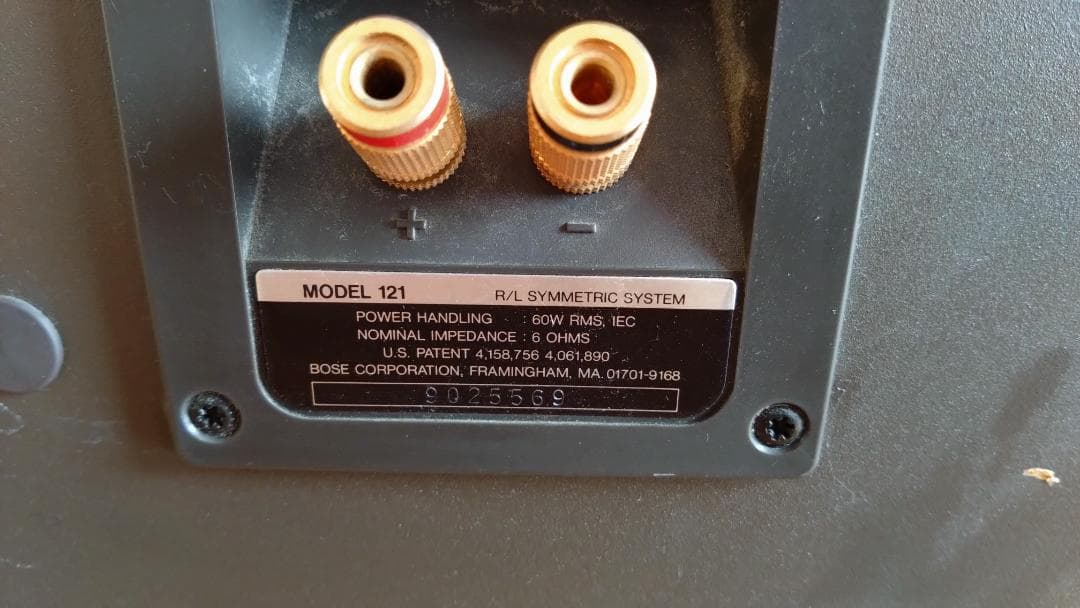 + -
MODEL 121 R/L SYMMETRIC SYSTEM
POWER HANDLING : 60W RMS, IEC
NOMINAL IMPEDANCE : 6 OHMS
U.S. PATENT 4,158,756 4,061,890
BOSE CORPORATION, FRAMINGHAM, MA. 01701-9168
9025569